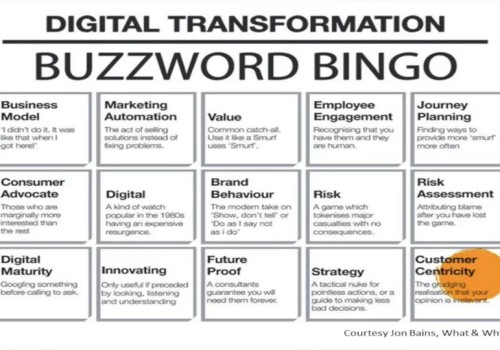 DIGITAL TRANSFORMATION
BUZZWORD BINGO
Business
Model
'I didn't do it. It was
like that when I
got here!'
Marketing
Automation
The act of selling
solutions instead of
fixing problems.
Value
Common catch-all.
Use it like a Smurf
uses 'Smurf'.
Employee
Engagement
Recognising that you
have them and they
are human.
Journey
Planning
Finding ways to
provide 'more' smurf
more often
Consumer
Advocate
Those who are
marginally more
interested than
the rest
Digital
A kind of watch
popular in the 1980s
having an expensive
resurgence.
Brand
Behaviour
The modern take on
'Show, don't tell' or
'Do as I say not
as i do'
Risk
A game which
tokenises major
casualties with no
consequences.
Risk
Assessment
Attributing blame
after you have lost
the game.
Digital
Maturity
Googling something
before calling to ask.
Innovating
Only useful if preceded
by looking, listening
and understanding
Future
Proof
A consultants
guarantee you will
need them forever.
Strategy
A tactical nuke for
pointless actions, or a
guide to making less
bad decisions.
Customer
Centricity
The grudging
realisation that your
opinion is irrelevant.
Courtesy Jon Bains, What & Wh